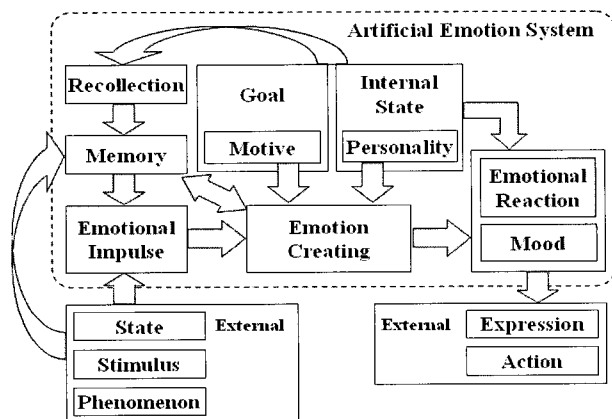 Artificial Emotion System
Recollection
Goal
Internal
State
Motive
Personality
Memory
Emotional
Impulse
Emotion
Creating
Emotional
Reaction
Mood
State
External
Stimulus
Phenomenon
External
Expression
Action